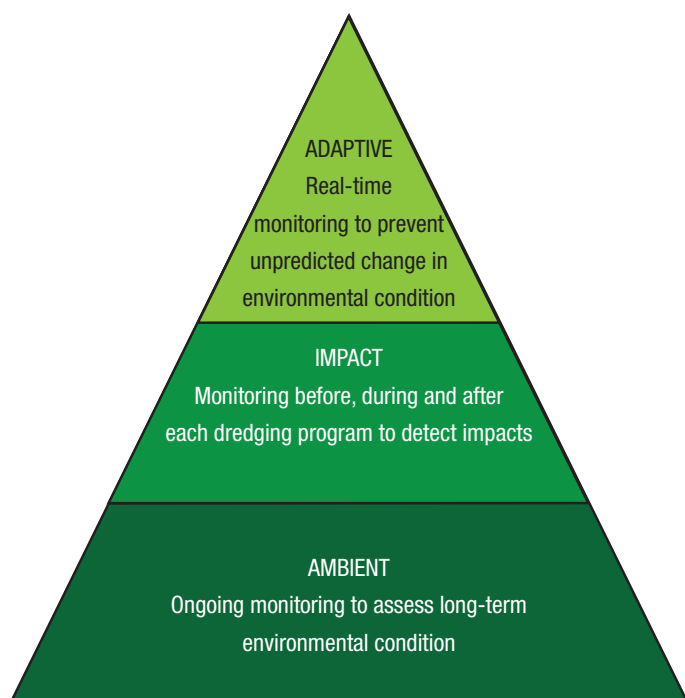 ADAPTIVE
Real-time
monitoring to prevent
unpredicted change in
environmental condition
IMPACT
Monitoring before, during and after
each dredging program to detect impacts
AMBIENT
Ongoing monitoring to assess long-term
environmental condition